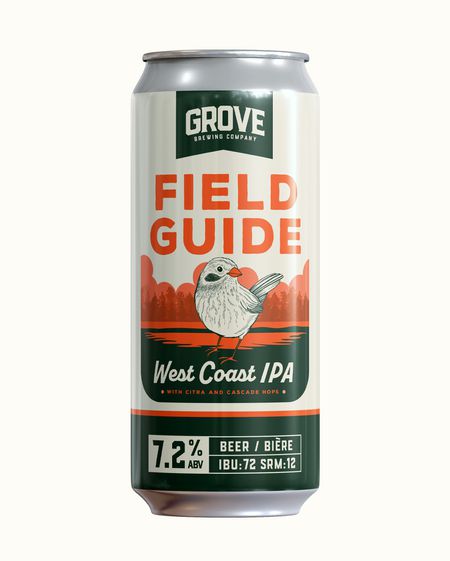 GROVE
BREWING COMPANY
FIELD
GUIDE
West Coast IPA
WITH CITRA AND CASCADE HOPS
7.2% ABV
BEER / BIÈRE
IBU:72 SRM:12